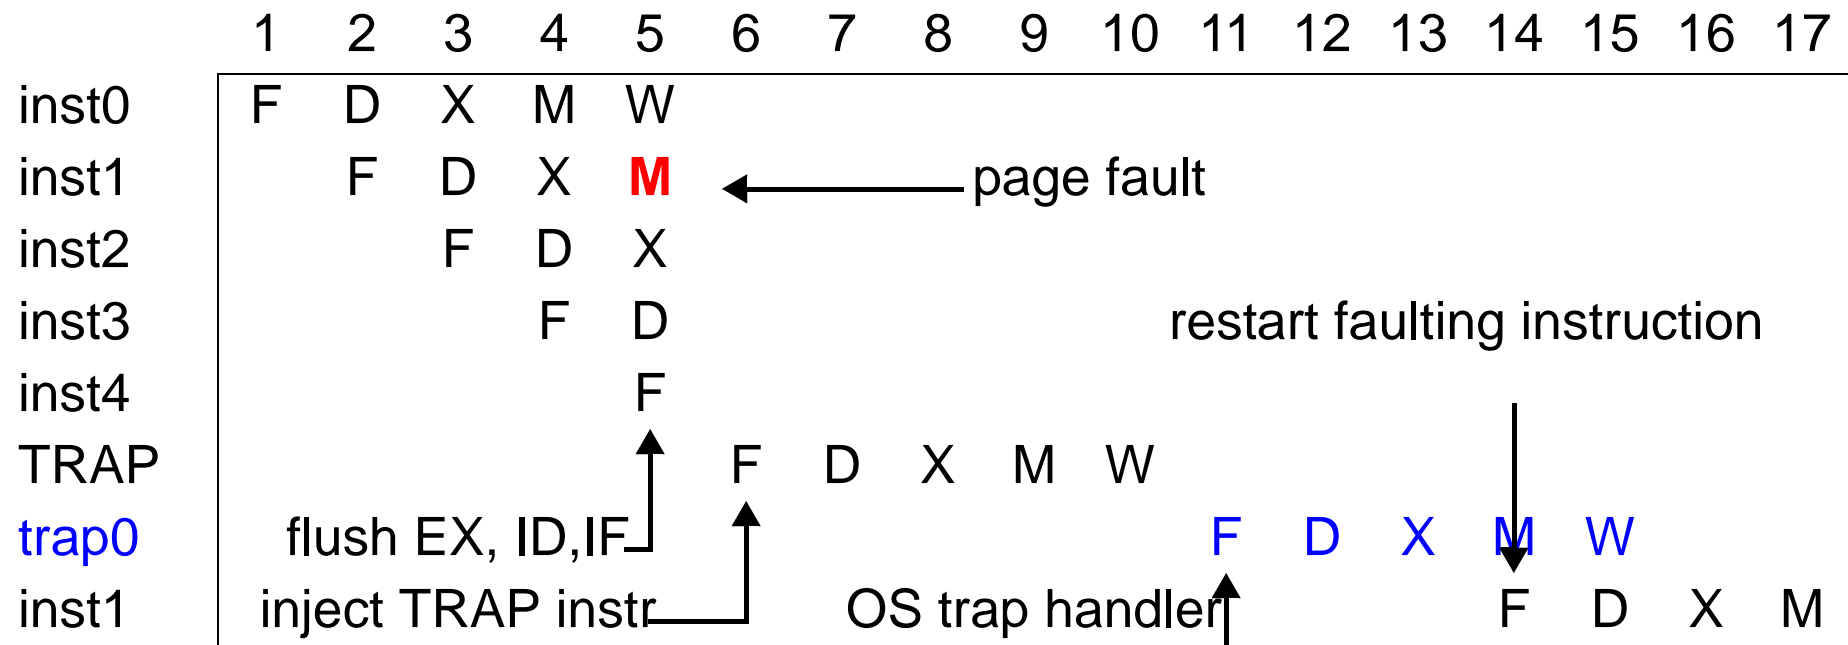 1 2 3 4 5 6 7 8 9 10 11 12 13 14 15 16 17
inst0 F D X M W
inst1 F D X M page fault
inst2 F D X
inst3 F D restart faulting instruction
inst4 F
TRAP F D X M W
trap0 flush EX, ID,IF F D X M W
inst1 inject TRAP instr OS trap handler F D X M